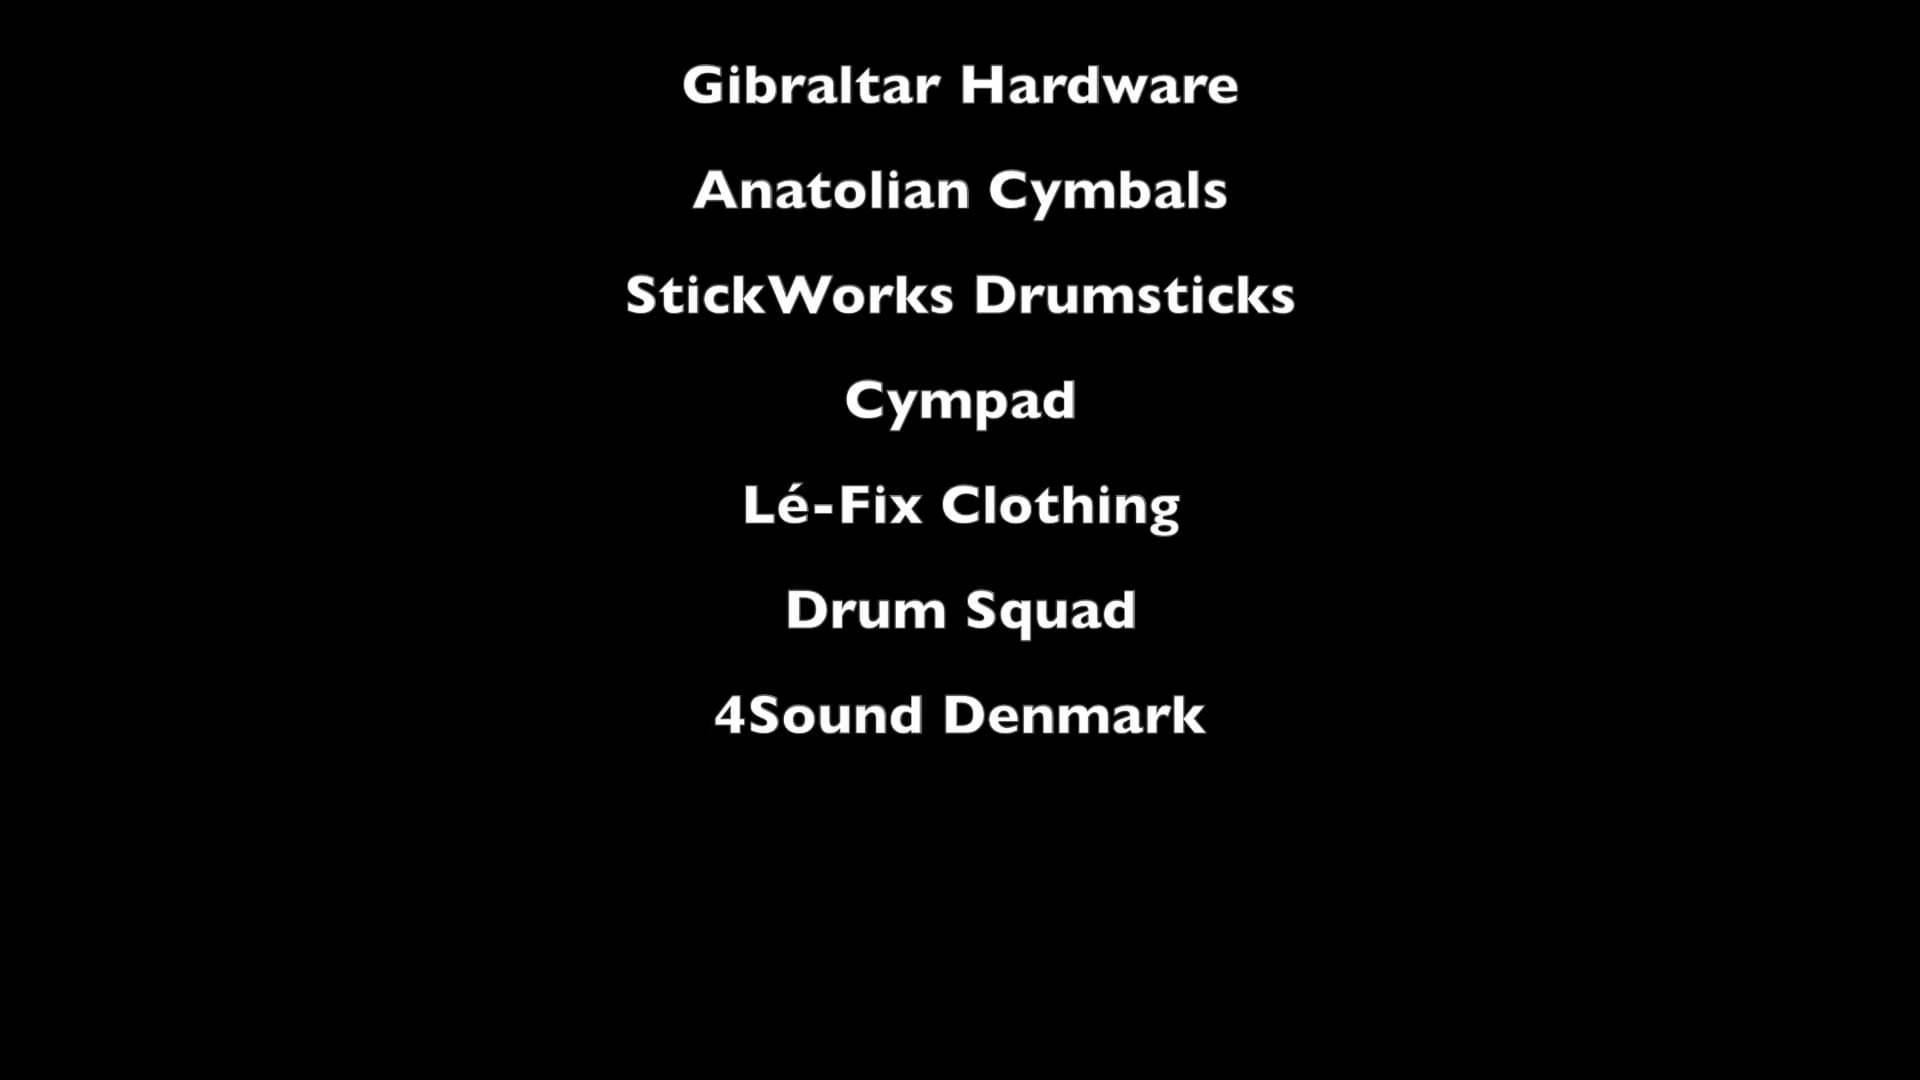 Gibraltar Hardware
Anatolian Cymbals
StickWorks Drumsticks
Cympad
Lé-Fix Clothing
Drum Squad
4Sound Denmark